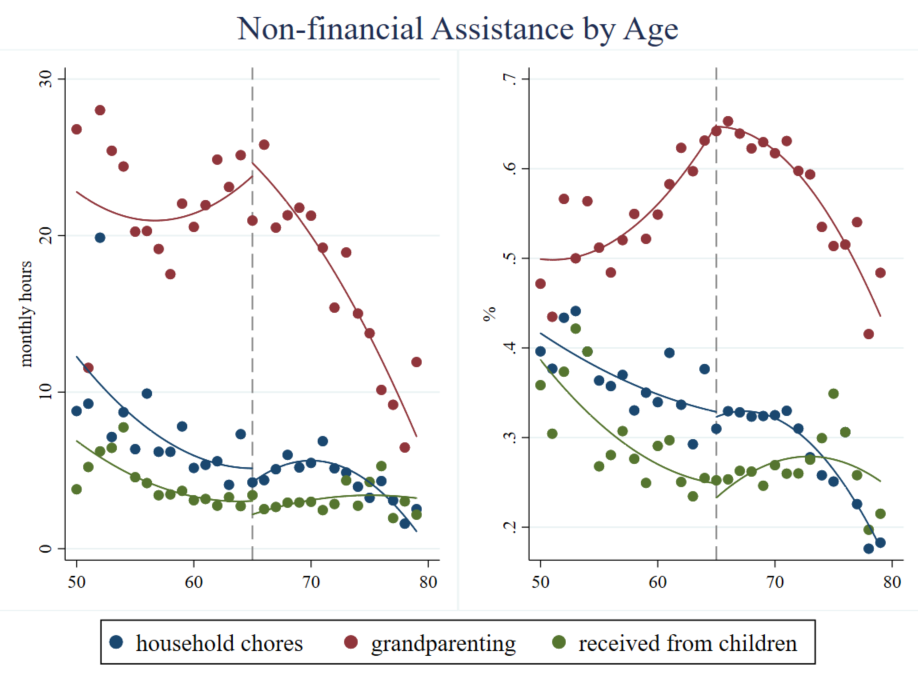 Non-financial Assistance by Age
monthly hours
30
20
10
0
50 60 70 80
%
.7
.6
.5
.4
.3
.2
50 60 70 80
household chores grandparenting received from children